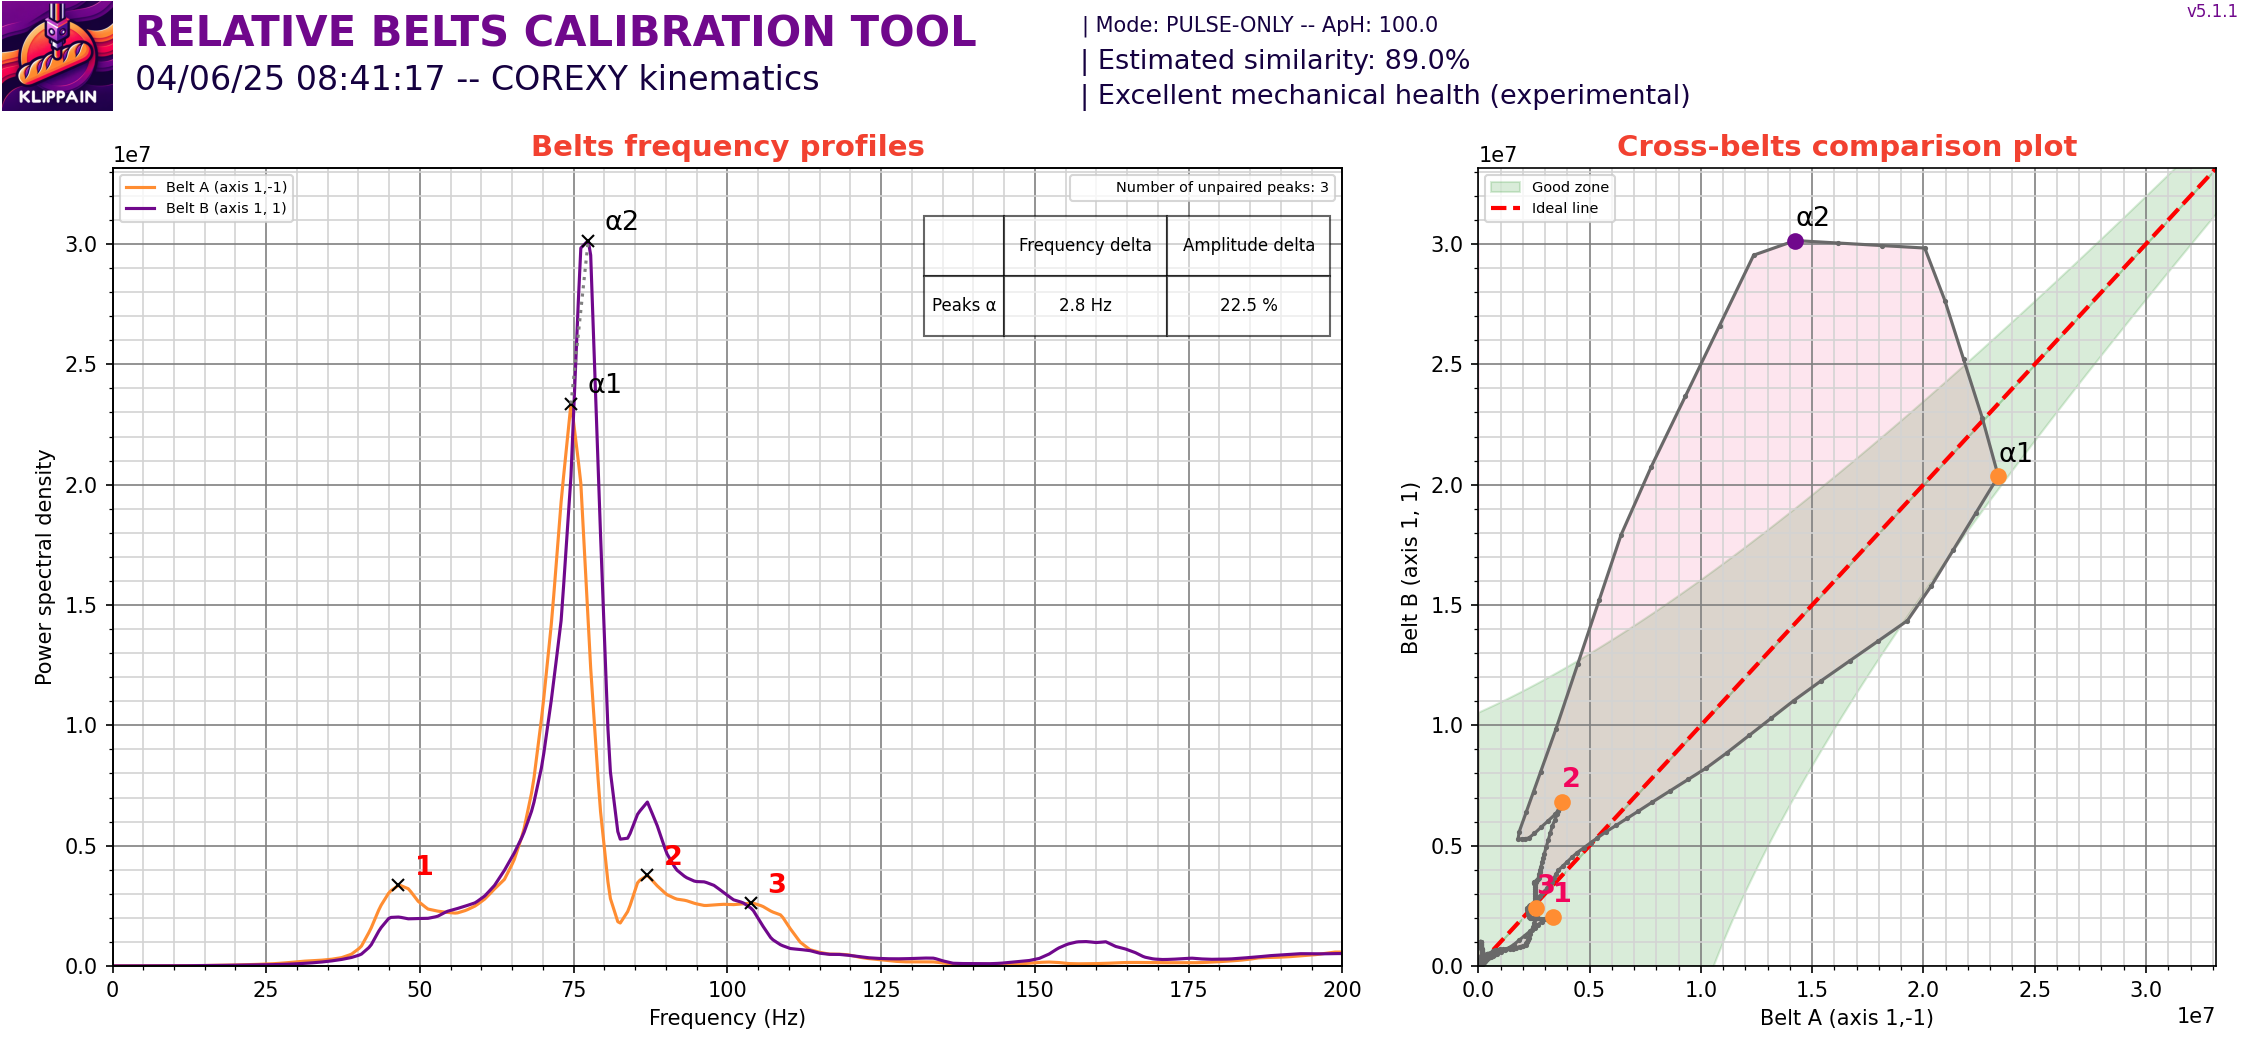 KLIPPAIN
RELATIVE BELTS CALIBRATION TOOL
04/06/25 08:41:17 -- COREXY kinematics
| Mode: PULSE-ONLY -- ApH: 100.0
| Estimated similarity: 89.0%
| Excellent mechanical health (experimental)
v5.1.1
Belts frequency profiles
1e7
Belt A (axis 1,-1)
Belt B (axis 1, 1)
Number of unpaired peaks: 3
Frequency delta Amplitude delta
Peaks α 2.8 Hz 22.5 %
α2
α1
1
2
3
3.0
2.5
2.0
1.5
1.0
0.5
0.0
Power spectral density
0 25 50 75 100 125 150 175 200
Frequency (Hz)
Cross-belts comparison plot
1e7
Good zone
Ideal line
α2
α1
2
3
1
3.0
2.5
2.0
1.5
1.0
0.5
0.0
Belt B (axis 1, 1)
0.0 0.5 1.0 1.5 2.0 2.5 3.0
Belt A (axis 1,-1)
1e7